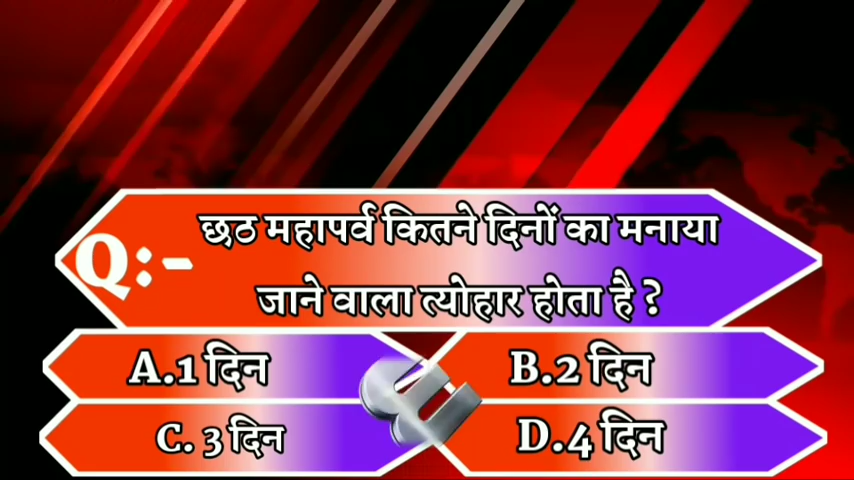 Q:- छठ महापर्व कितने दिनों का मनाया
जाने वाला त्योहार होता है ?
A.1 दिन
B.2 दिन
C. 3 दिन
D.4 दिन